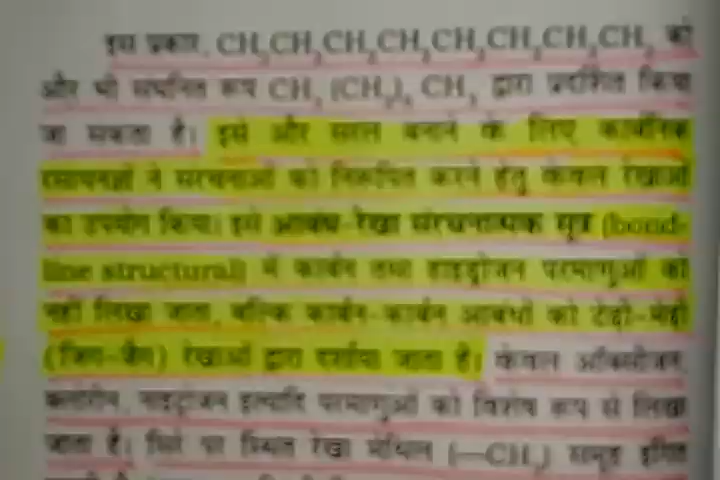 इस प्रकार, CH₃CH₂CH₂CH₂CH₂CH₂CH₂CH₃ को
और भी संघनित रूप CH₃ (CH₂)₆ CH₃ द्वारा प्रदर्शित किया
जा सकता है। इसे और सरल बनाने के लिए कार्बनिक
रसायनज्ञों ने संरचनाओं को निरूपित करने हेतु केवल रेखाओं
का उपयोग किया। इसे आबंध-रेखा संरचनात्मक सूत्र (bond-
line structural) में कार्बन तथा हाइड्रोजन परमाणुओं को
नहीं लिखा जाता, बल्कि कार्बन-कार्बन आबंधों को टेढ़ी-मेढ़ी
(जिग-जैग) रेखाओं द्वारा दर्शाया जाता है। केवल ऑक्सीजन,
क्लोरीन, नाइट्रोजन इत्यादि परमाणुओं को विशेष रूप से लिखा
जाता है। सिरे पर स्थित रेखा मेथिल (—CH₃) समूह इंगित